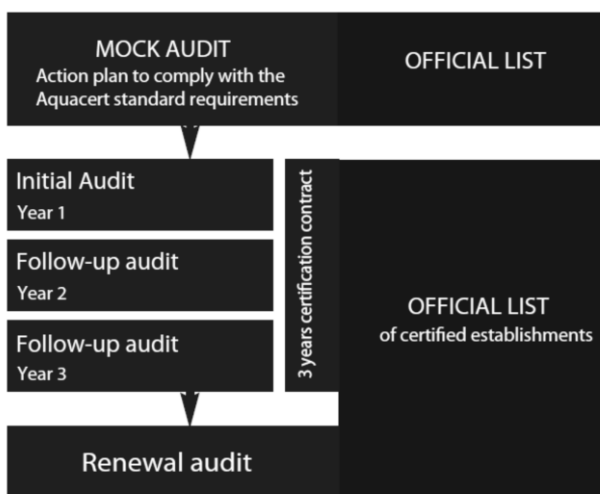 MOCK AUDIT
Action plan to comply with the
Aquacert standard requirements
OFFICIAL LIST
Initial Audit
Year 1
Follow-up audit
Year 2
Follow-up audit
Year 3
3 years certification contract
OFFICIAL LIST
of certified establishments
Renewal audit